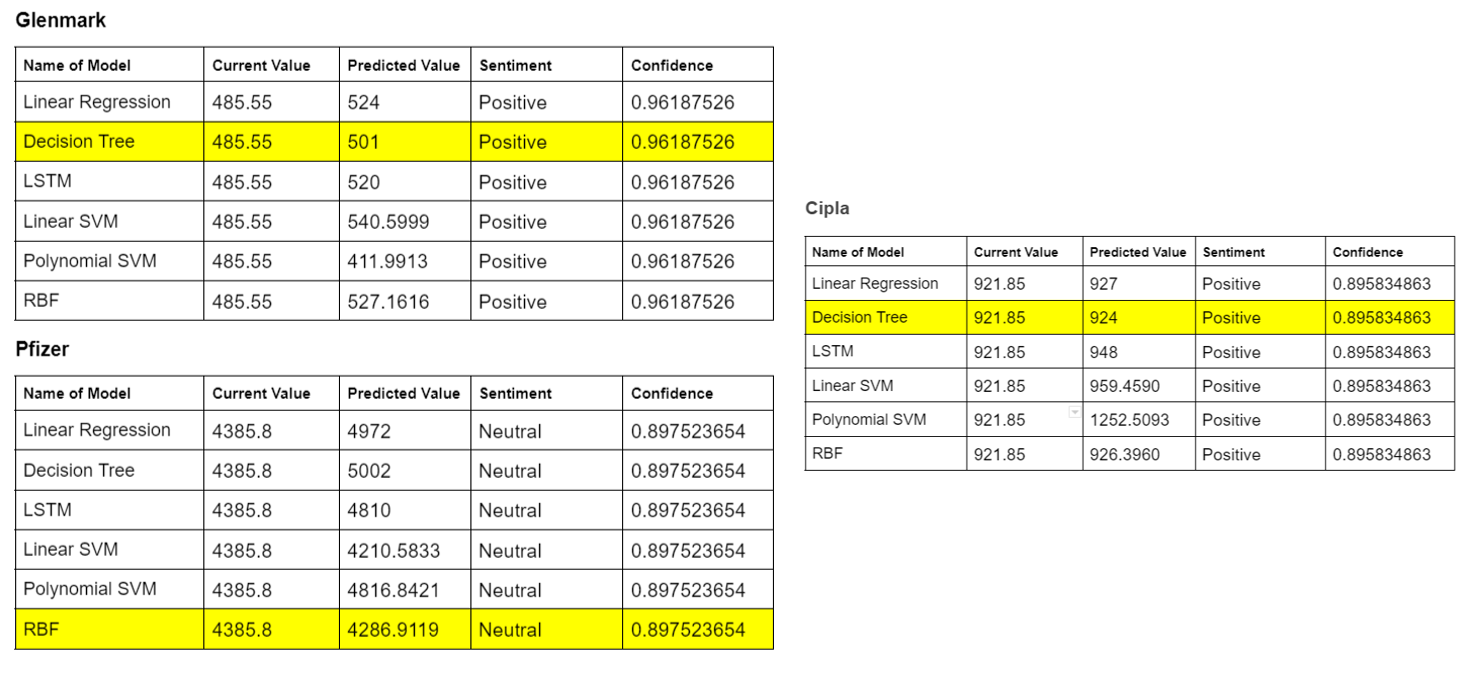 Glenmark
Name of Model Current Value Predicted Value Sentiment Confidence
Linear Regression 485.55 524 Positive 0.96187526
Decision Tree 485.55 501 Positive 0.96187526
LSTM 485.55 520 Positive 0.96187526
Linear SVM 485.55 540.5999 Positive 0.96187526
Polynomial SVM 485.55 411.9913 Positive 0.96187526
RBF 485.55 527.1616 Positive 0.96187526
Pfizer
Name of Model Current Value Predicted Value Sentiment Confidence
Linear Regression 4385.8 4972 Neutral 0.897523654
Decision Tree 4385.8 5002 Neutral 0.897523654
LSTM 4385.8 4810 Neutral 0.897523654
Linear SVM 4385.8 4210.5833 Neutral 0.897523654
Polynomial SVM 4385.8 4816.8421 Neutral 0.897523654
RBF 4385.8 4286.9119 Neutral 0.897523654
Cipla
Name of Model Current Value Predicted Value Sentiment Confidence
Linear Regression 921.85 927 Positive 0.895834863
Decision Tree 921.85 924 Positive 0.895834863
LSTM 921.85 948 Positive 0.895834863
Linear SVM 921.85 959.4590 Positive 0.895834863
Polynomial SVM 921.85 1252.5093 Positive 0.895834863
RBF 921.85 926.3960 Positive 0.895834863